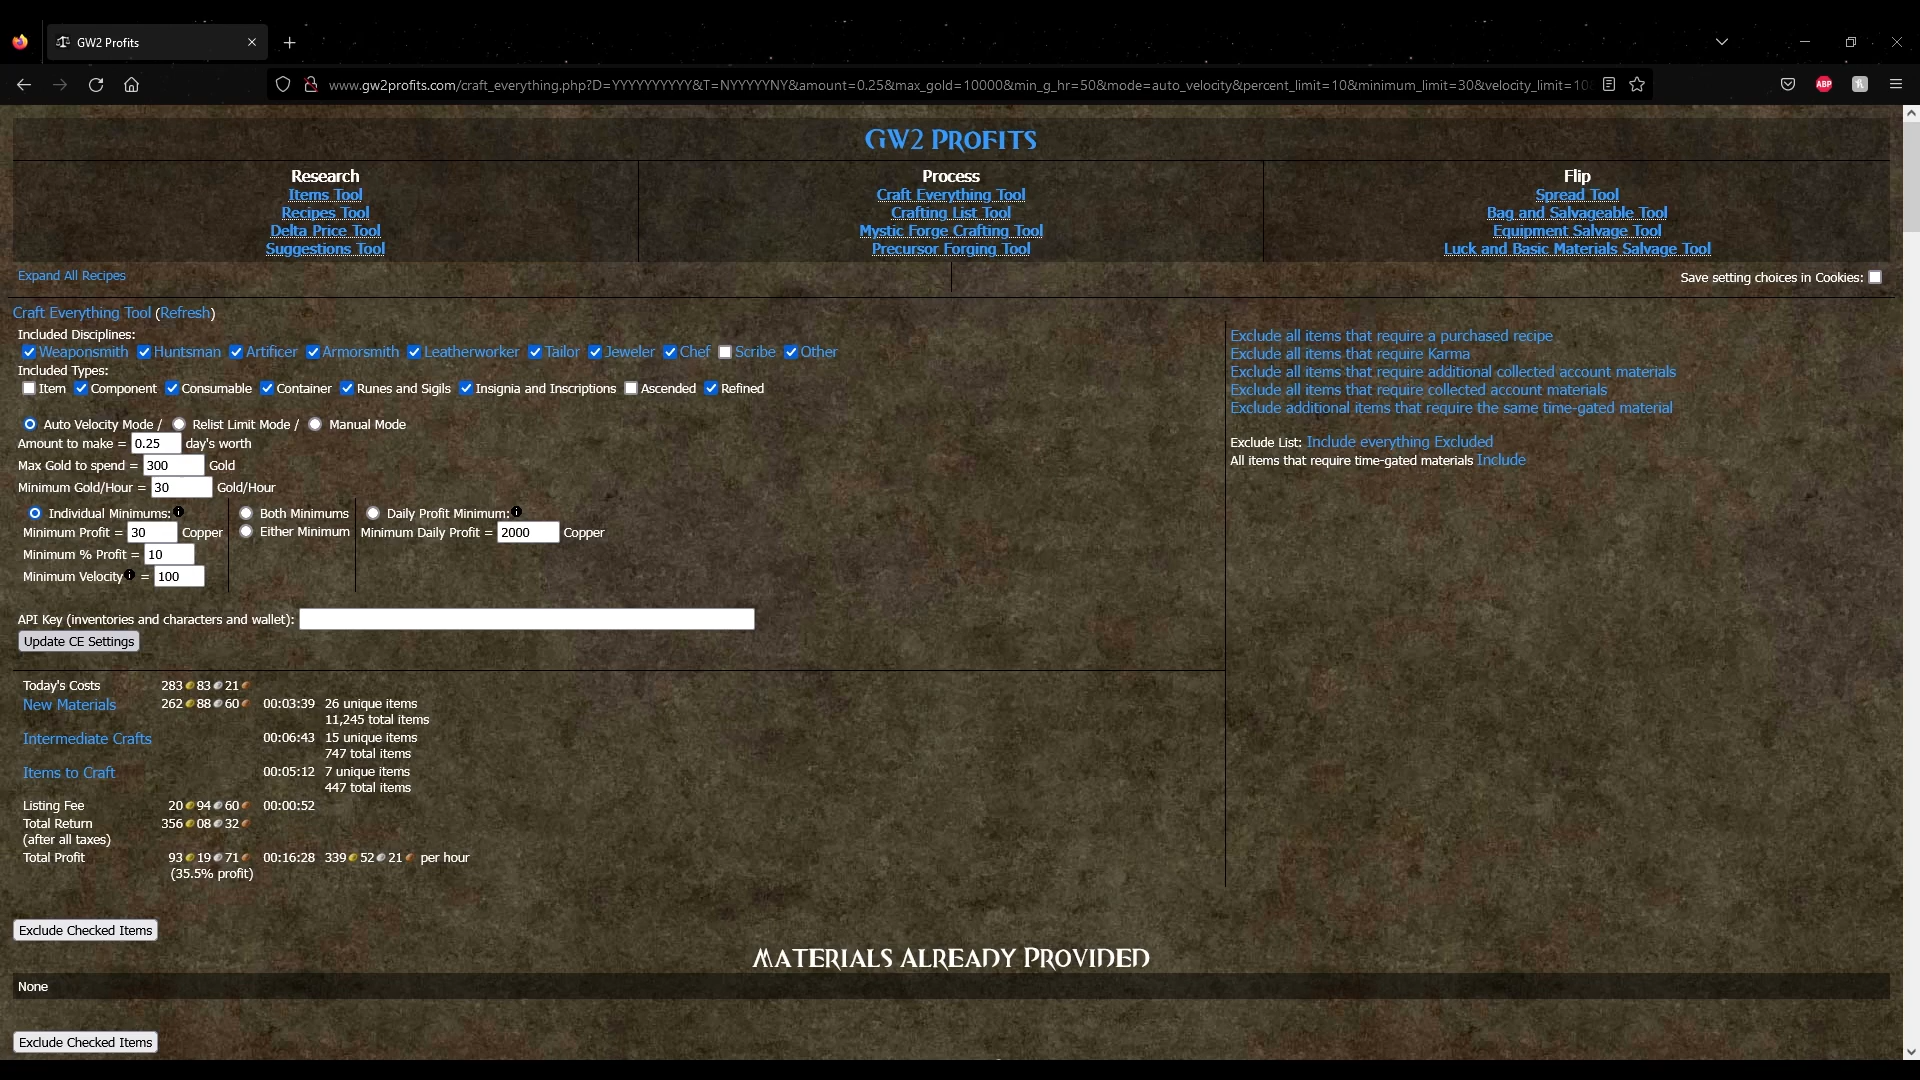 GW2 Profits
www.gw2profits.com/craft_everything.php?D=YYYYYYYYYY&T=NYYYYYNY&amount=0.25&max_gold=10000&min_g_hr=50&mode=auto_velocity&percent_limit=10&minimum_limit=30&velocity_limit=10
ABP
GW2 Profits
Research Process Flip
Items Tool Craft Everything Tool Spread Tool
Recipes Tool Crafting List Tool Bag and Salvageable Tool
Delta Price Tool Mystic Forge Crafting Tool Equipment Salvage Tool
Suggestions Tool Precursor Forging Tool Luck and Basic Materials Salvage Tool
Expand All Recipes Save setting choices in Cookies:
Craft Everything Tool (Refresh)
Included Disciplines:
Weaponsmith Huntsman Artificer Armorsmith Leatherworker Tailor Jeweler Chef Scribe Other
Included Types:
Item Component Consumable Container Runes and Sigils Insignia and Inscriptions Ascended Refined
Auto Velocity Mode / Relist Limit Mode / Manual Mode
Amount to make = 0.25 day's worth
Max Gold to spend = 300 Gold
Minimum Gold/Hour = 30 Gold/Hour
Individual Minimums: Both Minimums Daily Profit Minimum:
Minimum Profit = 30 Copper Either Minimum Minimum Daily Profit = 2000 Copper
Minimum % Profit = 10
Minimum Velocity = 100
API Key (inventories and characters and wallet):
Update CE Settings
Exclude all items that require a purchased recipe
Exclude all items that require Karma
Exclude all items that require additional collected account materials
Exclude all items that require collected account materials
Exclude additional items that require the same time-gated material
Exclude List: Include everything Excluded
All items that require time-gated materials Include
Today's Costs 283 83 21
New Materials 262 88 60 00:03:39 26 unique items
11,245 total items
Intermediate Crafts 00:06:43 15 unique items
747 total items
Items to Craft 00:05:12 7 unique items
447 total items
Listing Fee 20 94 60 00:00:52
Total Return 356 08 32
(after all taxes)
Total Profit 93 19 71 00:16:28 339 52 21 per hour
(35.5% profit)
Exclude Checked Items
Materials Already Provided
None
Exclude Checked Items